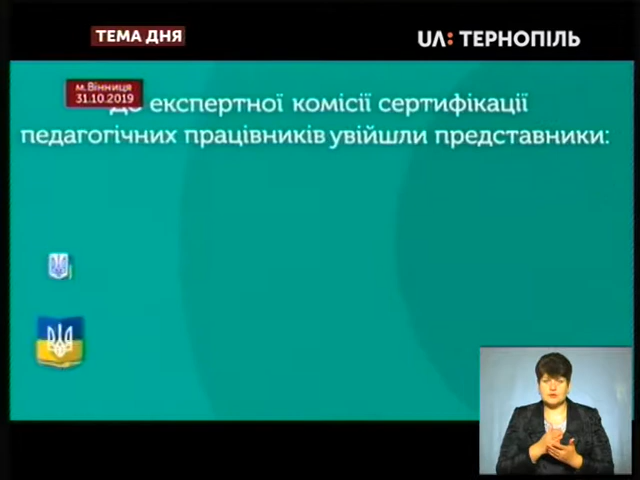 ТЕМА ДНЯ
UA: ТЕРНОПІЛЬ
м.Вінниця
31.10.2019
До експертної комісії сертифікації
педагогічних працівників увійшли представники: